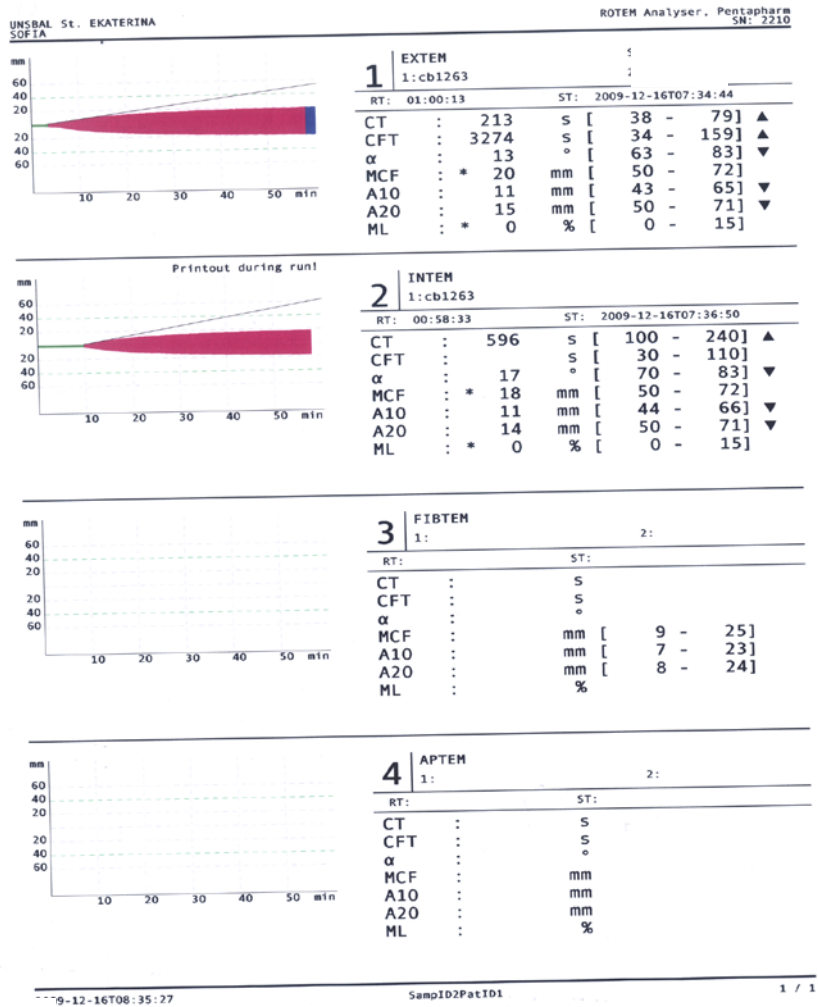 UNSBAL St. EKATERINA
SOFIA
ROTEM Analyser, Pentapharm
SN: 2210
mm
60
40
20
20
40
60
10 20 30 40 50 min
1
EXTEM
1:cb1263
RT: 01:00:13 ST: 2009-12-16T07:34:44
CT : 213 s [ 38 - 79] ▲
CFT : 3274 s [ 34 - 159] ▲
α : 13 ° [ 63 - 83] ▼
MCF : * 20 mm [ 50 - 72]
A10 : 11 mm [ 43 - 65] ▼
A20 : 15 mm [ 50 - 71] ▼
ML : * 0 % [ 0 - 15]
Printout during run!
mm
60
40
20
20
40
60
10 20 30 40 50 min
2
INTEM
1:cb1263
RT: 00:58:33 ST: 2009-12-16T07:36:50
CT : 596 s [ 100 - 240] ▲
CFT : s [ 30 - 110]
α : 17 ° [ 70 - 83] ▼
MCF : * 18 mm [ 50 - 72]
A10 : 11 mm [ 44 - 66] ▼
A20 : 14 mm [ 50 - 71] ▼
ML : * 0 % [ 0 - 15]
mm
60
40
20
20
40
60
10 20 30 40 50 min
3
FIBTEM
1: 2:
RT: ST:
CT : s
CFT : s
α : °
MCF : mm [ 9 - 25]
A10 : mm [ 7 - 23]
A20 : mm [ 8 - 24]
ML : %
mm
60
40
20
20
40
60
10 20 30 40 50 min
4
APTEM
1: 2:
RT: ST:
CT : s
CFT : s
α : °
MCF : mm
A10 : mm
A20 : mm
ML : %
9-12-16T08:35:27
SampID2PatID1
1 / 1